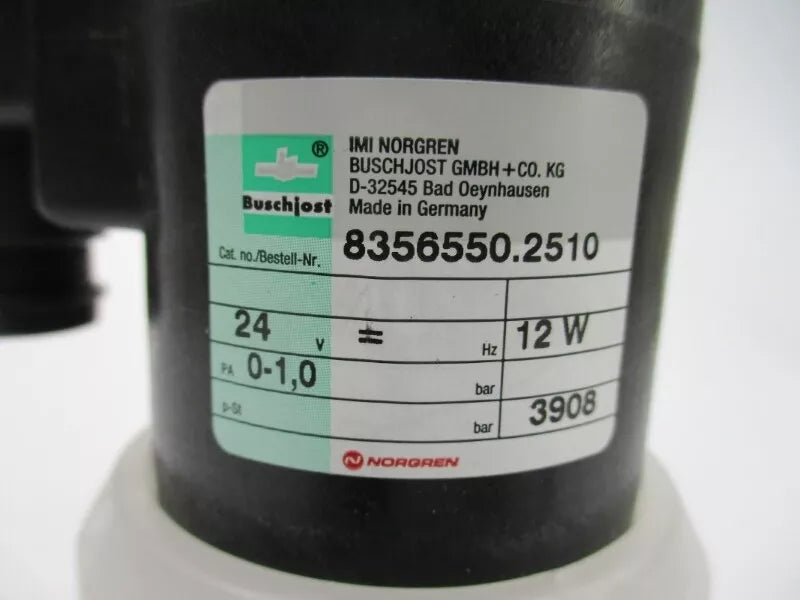 ®
Buschjost
IMI NORGREN
BUSCHJOST GMBH+CO. KG
D-32545 Bad Oeynhausen
Made in Germany
Cat. no./Bestell-Nr. 8356550.2510
24 V = Hz 12 W
PA 0-1,0 bar
p-St bar 3908
NORGREN